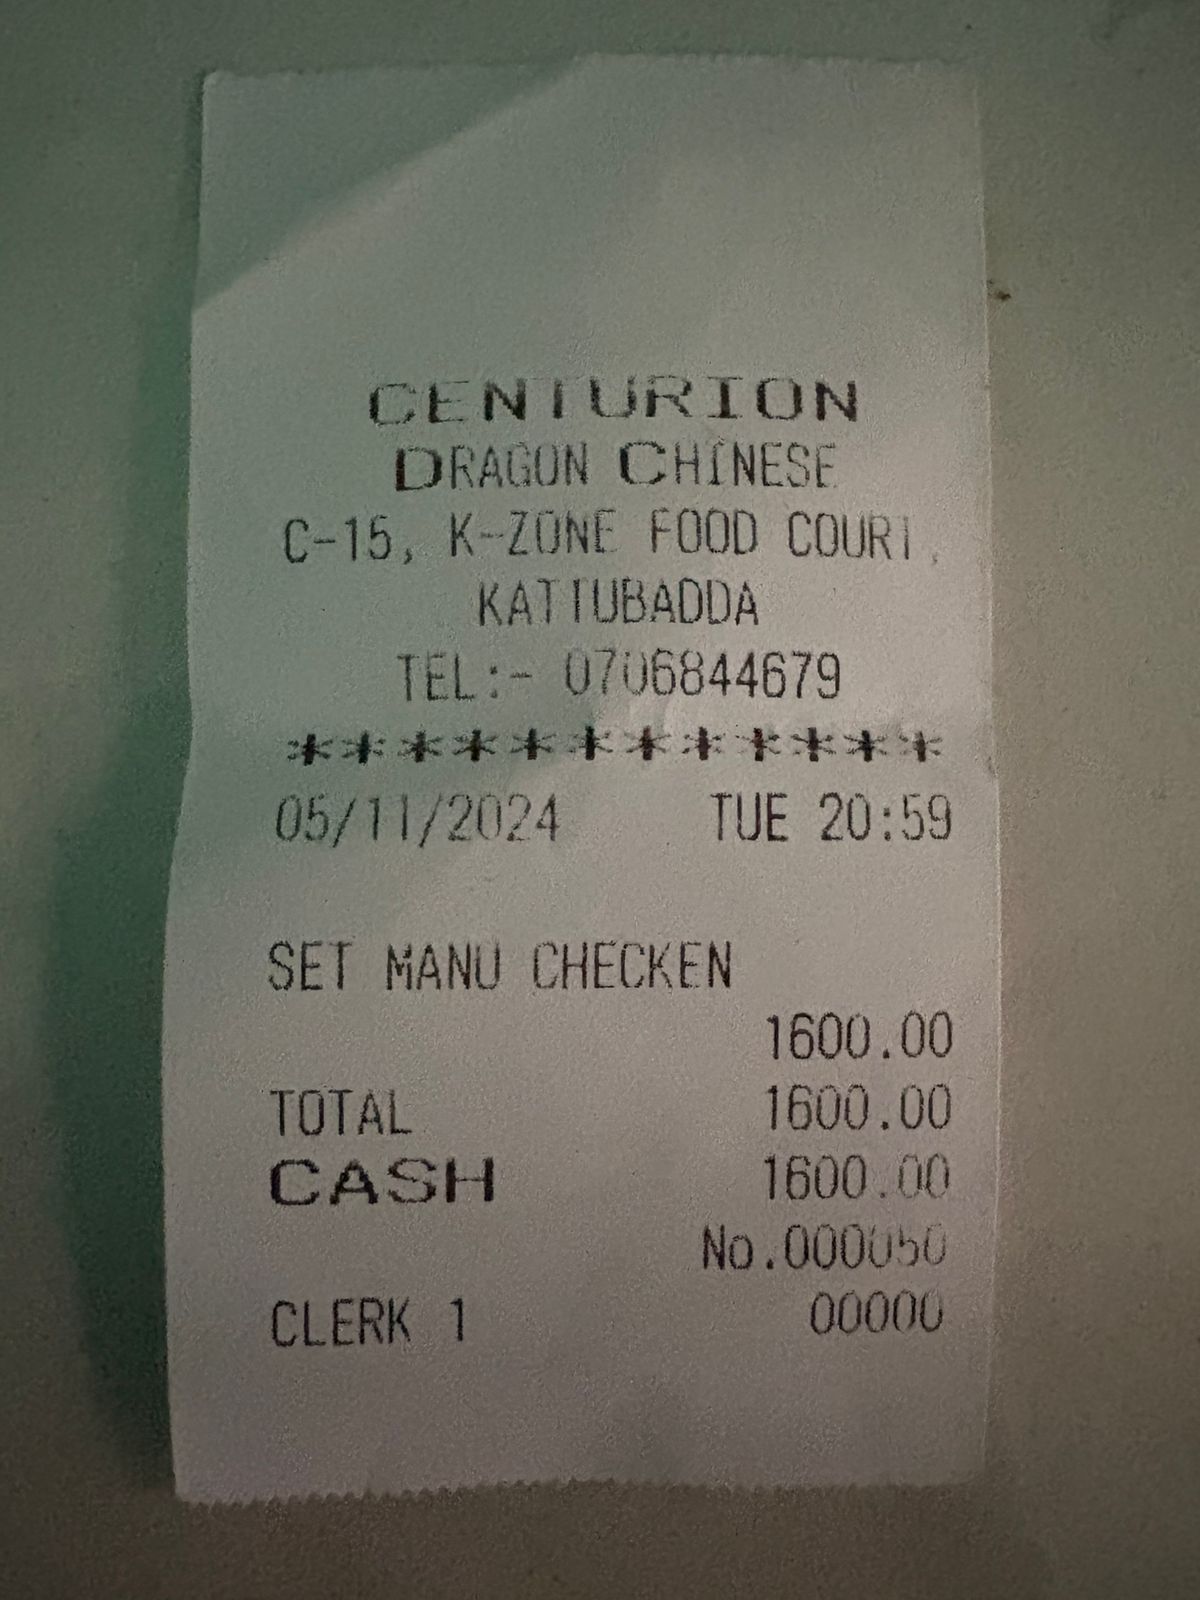 CENTURION
DRAGON CHINESE
C-15, K-ZONE FOOD COURT,
KATTUBADDA
TEL:- 0706844679
************
05/11/2024 TUE 20:59
SET MANU CHECKEN
1600.00
TOTAL 1600.00
CASH 1600.00
No.000050
CLERK 1 00000